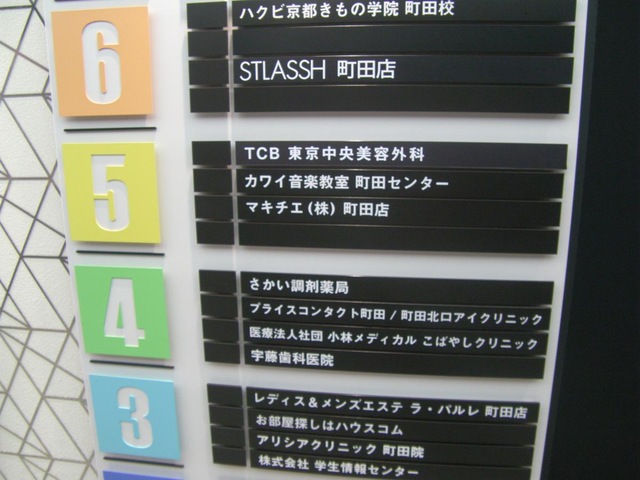 6
ハクビ京都きもの学院 町田校
STLASSH 町田店
5
TCB 東京中央美容外科
カワイ音楽教室 町田センター
マキチエ(株) 町田店
4
さかい調剤薬局
プライスコンタクト町田 / 町田北口アイクリニック
医療法人社団 小林メディカル こばやしクリニック
宇藤歯科医院
3
レディス&メンズエステ ラ・パルレ 町田店
お部屋探しはハウスコム
アリシアクリニック 町田院
株式会社 学生情報センター